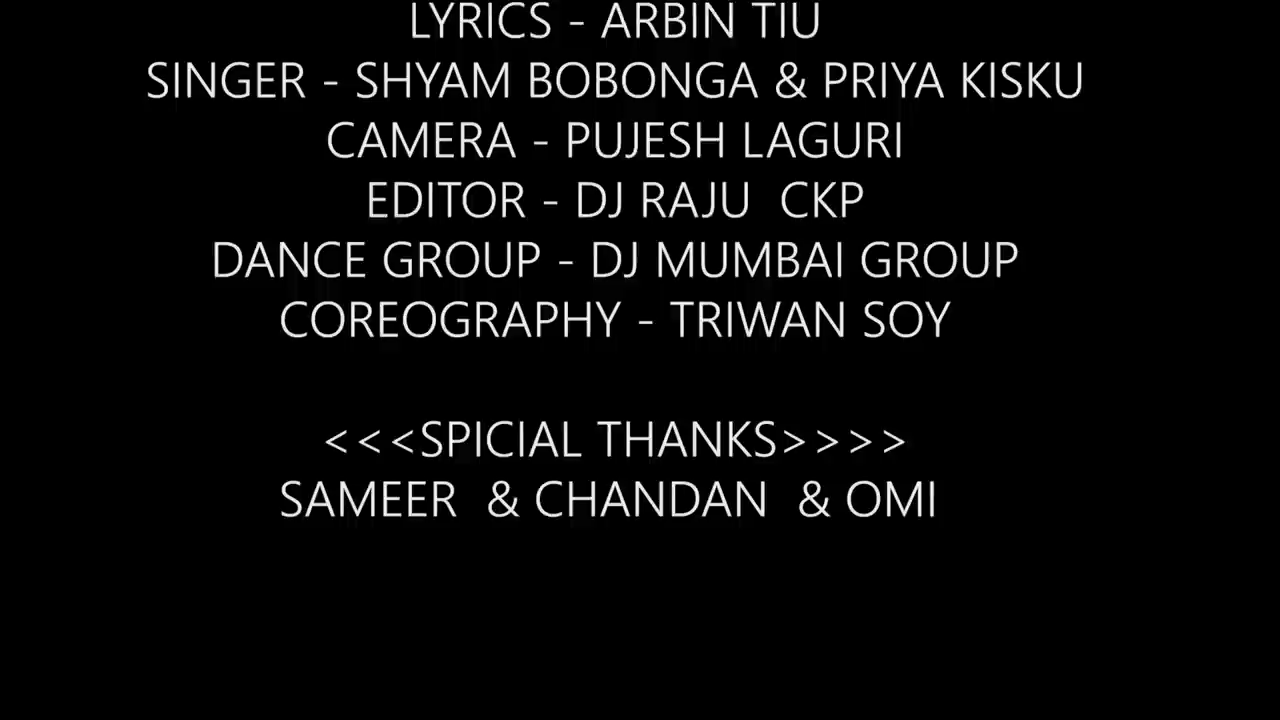 LYRICS - ARBIN TIU
SINGER - SHYAM BOBONGA & PRIYA KISKU
CAMERA - PUJESH LAGURI
EDITOR - DJ RAJU  CKP
DANCE GROUP - DJ MUMBAI GROUP
COREOGRAPHY - TRIWAN SOY
<<<SPICIAL THANKS>>>>
SAMEER  & CHANDAN  & OMI